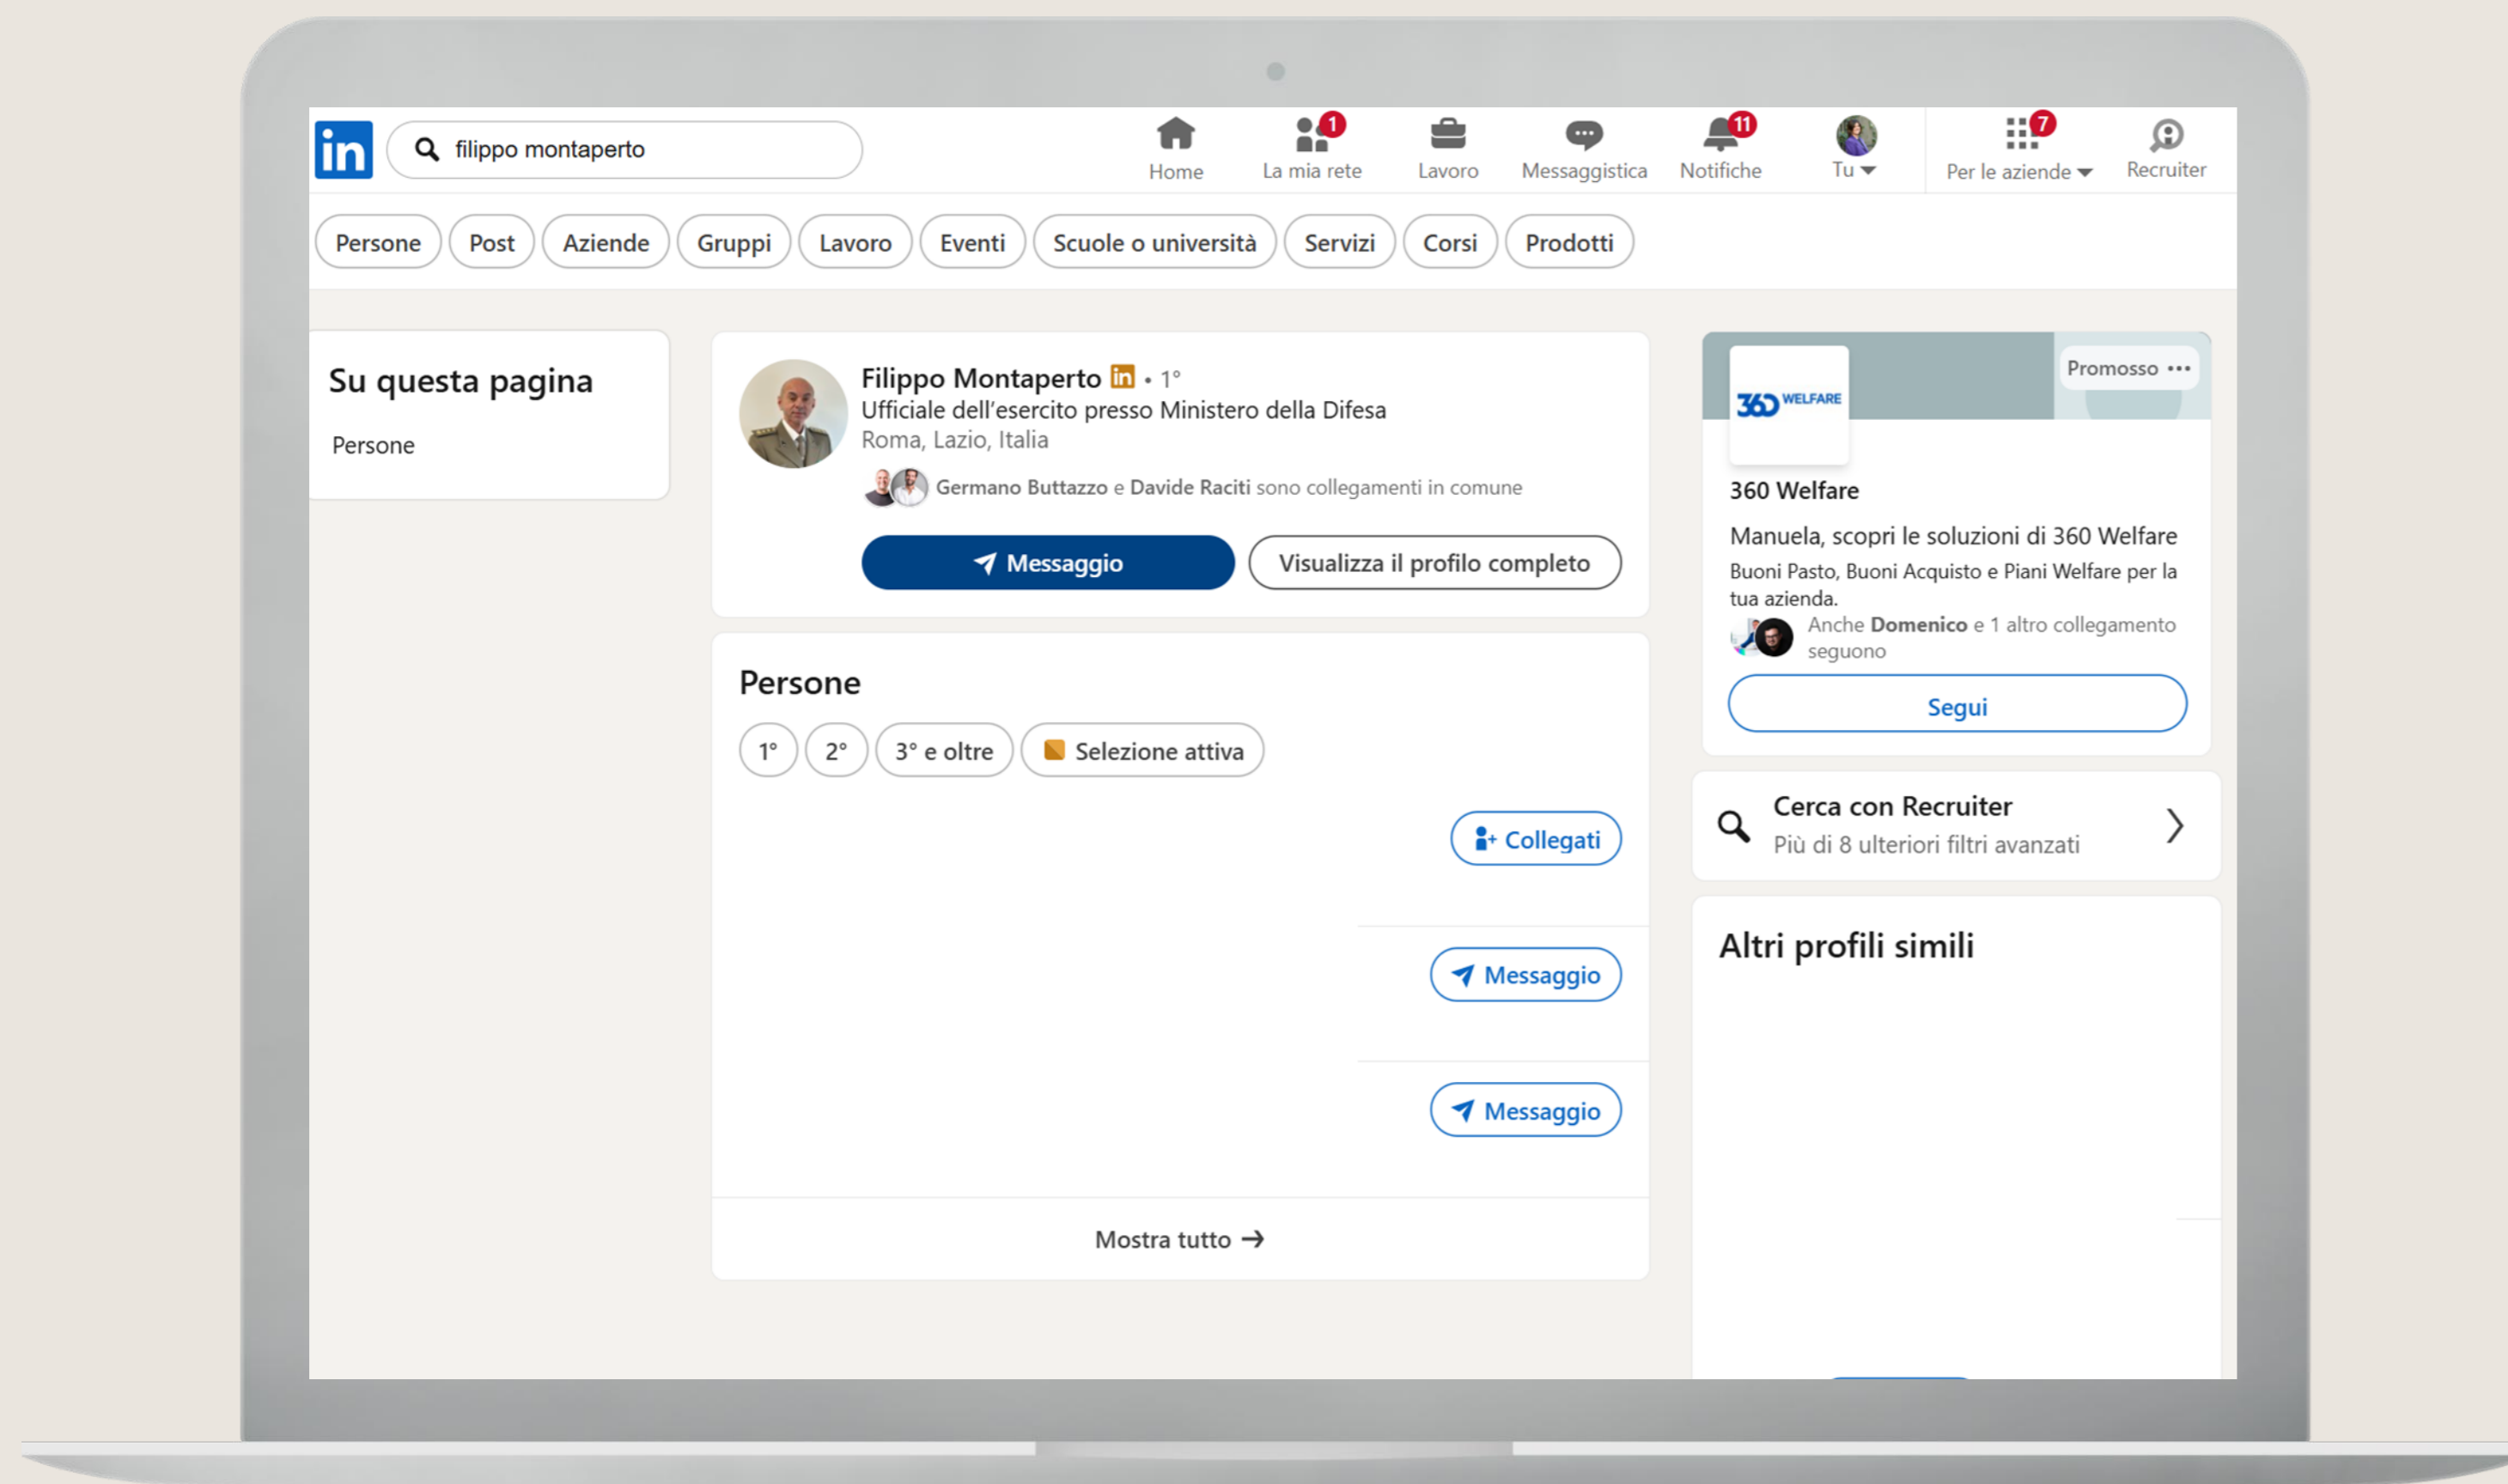 in
filippo montaperto
Home
1
La mia rete
Lavoro
Messaggistica
11
Notifiche
Tu
7
Per le aziende
Recruiter
Persone
Post
Aziende
Gruppi
Lavoro
Eventi
Scuole o università
Servizi
Corsi
Prodotti
Su questa pagina
Persone
Filippo Montaperto in • 1°
Ufficiale dell'esercito presso Ministero della Difesa
Roma, Lazio, Italia
Germano Buttazzo e Davide Raciti sono collegamenti in comune
Messaggio
Visualizza il profilo completo
Persone
1°
2°
3° e oltre
Selezione attiva
Collegati
Messaggio
Messaggio
Mostra tutto →
Promosso •••
360 WELFARE
360 Welfare
Manuela, scopri le soluzioni di 360 Welfare
Buoni Pasto, Buoni Acquisto e Piani Welfare per la
tua azienda.
Anche Domenico e 1 altro collegamento
seguono
Segui
Cerca con Recruiter
Più di 8 ulteriori filtri avanzati
Altri profili simili